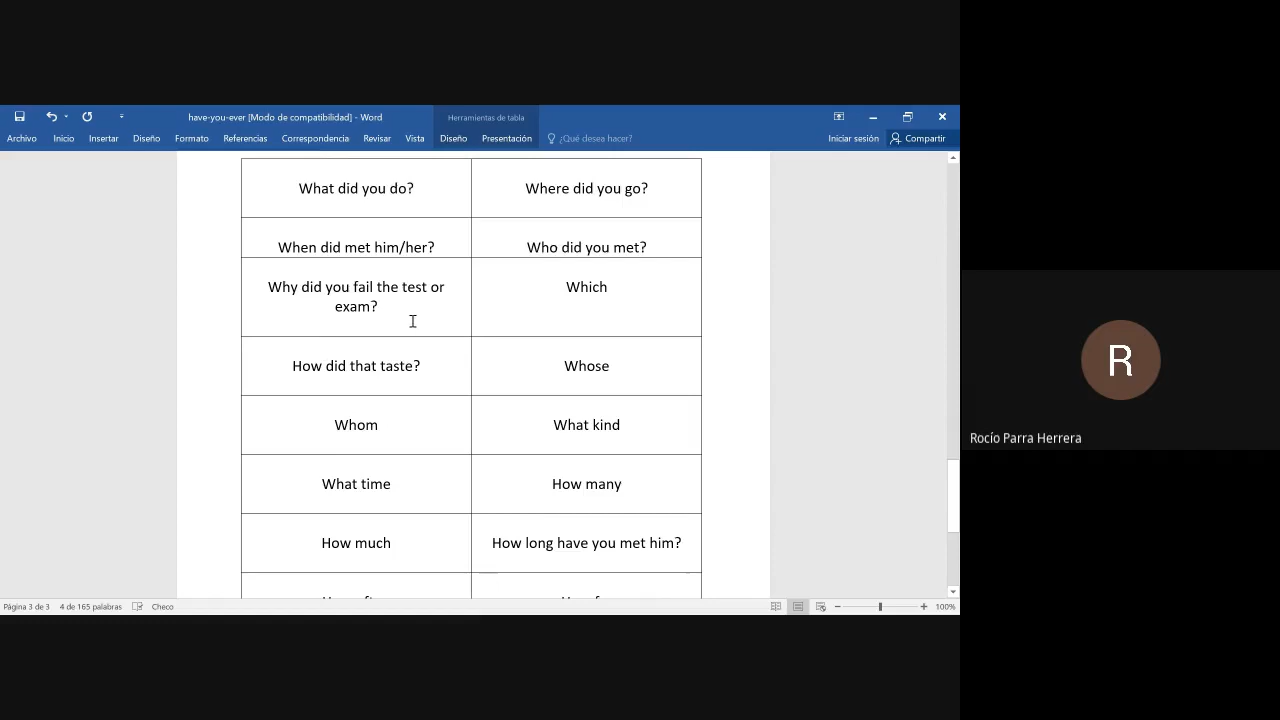 have-you-ever [Modo de compatibilidad] - Word
Herramientas de tabla
Archivo Inicio Insertar Diseño Formato Referencias Correspondencia Revisar Vista Diseño Presentación ¿Qué desea hacer? Iniciar sesión Compartir
What did you do? Where did you go?
When did met him/her? Who did you met?
Why did you fail the test or
exam?
Which
How did that taste? Whose
Whom What kind
What time How many
How much How long have you met him?
Página 3 de 3 4 de 165 palabras Checo 100%
R
Rocío Parra Herrera